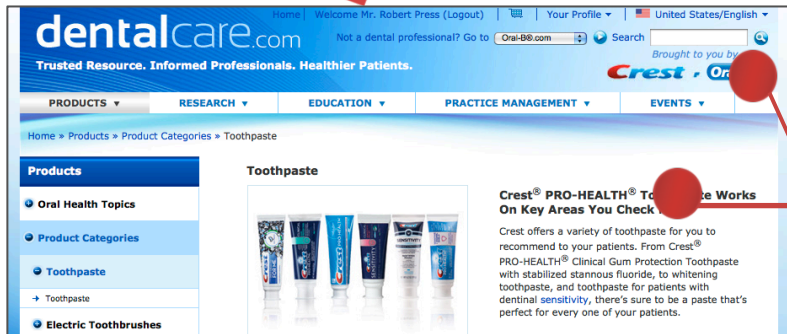 Home | Welcome Mr. Robert Press (Logout) | Your Profile ▾ | United States/English ▾
dentalcare.com
Not a dental professional? Go to Oral-B®.com Search
Trusted Resource. Informed Professionals. Healthier Patients.
Brought to you by
Crest
PRODUCTS ▼ RESEARCH ▼ EDUCATION ▼ PRACTICE MANAGEMENT ▼ EVENTS ▼
Home » Products » Product Categories » Toothpaste
Products
Oral Health Topics
Product Categories
Toothpaste
→ Toothpaste
Electric Toothbrushes
Toothpaste
Crest® PRO-HEALTH® Works
On Key Areas You Check
Crest offers a variety of toothpaste for you to
recommend to your patients. From Crest®
PRO-HEALTH® Clinical Gum Protection Toothpaste
with stabilized stannous fluoride, to whitening
toothpaste, and toothpaste for patients with
dentinal sensitivity, there's sure to be a paste that's
perfect for every one of your patients.